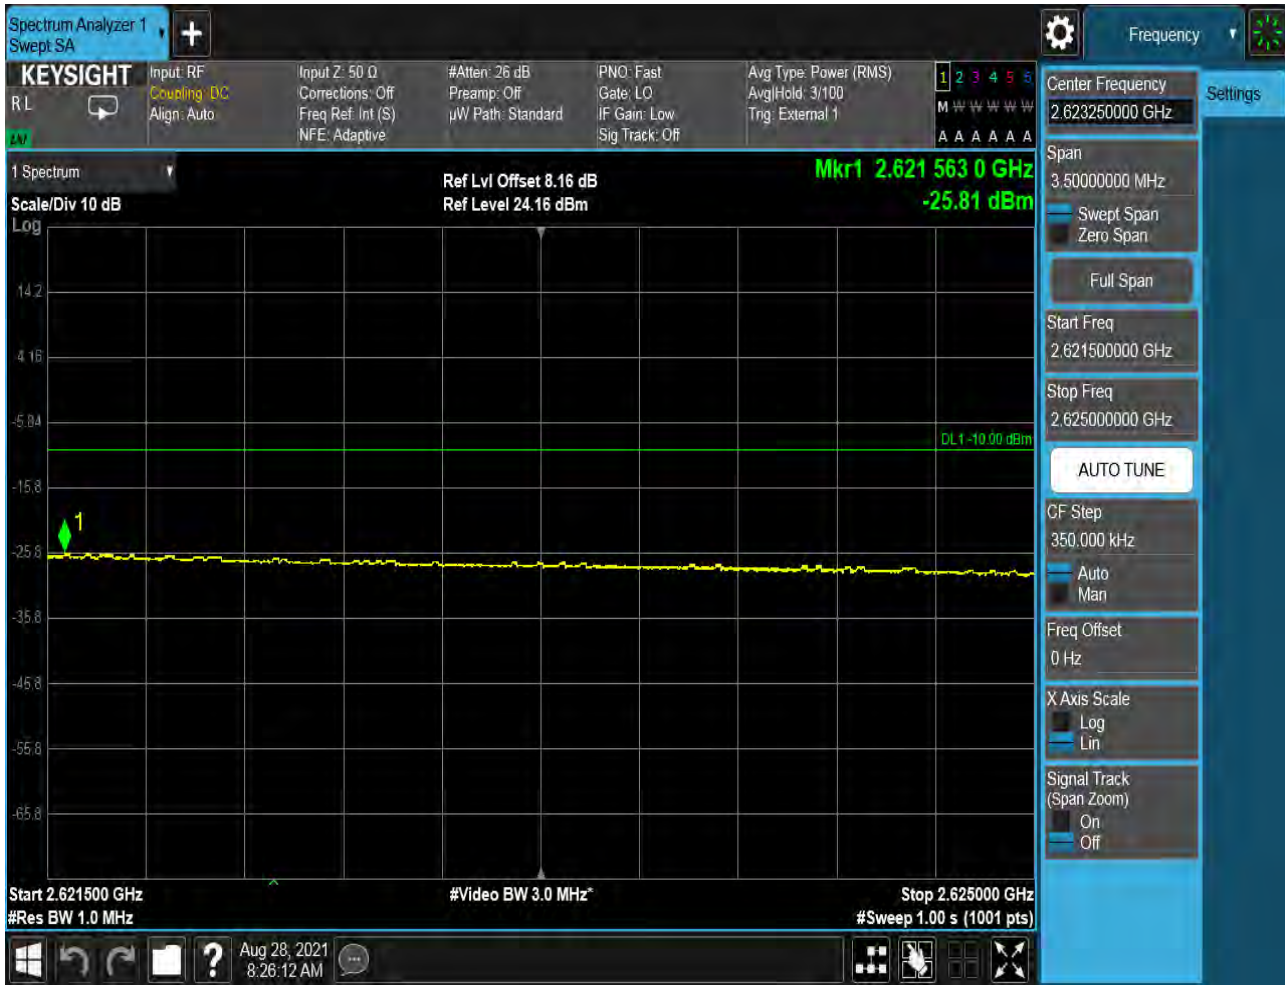 Spectrum Analyzer 1
Swept SA
Frequency
KEYSIGHT
R L
LNI
Input: RF
Coupling: DC
Align: Auto
Input Z: 50 Ω
Corrections: Off
Freq Ref: Int (S)
NFE: Adaptive
#Atten: 26 dB
Preamp: Off
µW Path: Standard
PNO: Fast
Gate: LO
IF Gain: Low
Sig Track: Off
Avg Type: Power (RMS)
Avg|Hold: 3/100
Trig: External 1
1 2 3 4 5 6
M W W W W W
A A A A A A
1 Spectrum
Scale/Div 10 dB
Log
Ref Lvl Offset 8.16 dB
Ref Level 24.16 dBm
Mkr1 2.621 563 0 GHz
-25.81 dBm
14.2
4.16
-5.84
DL1 -10.00 dBm
-15.8
1
-25.8
-35.8
-45.8
-55.8
-65.8
Start 2.621500 GHz
#Res BW 1.0 MHz
#Video BW 3.0 MHz*
Stop 2.625000 GHz
#Sweep 1.00 s (1001 pts)
Aug 28, 2021
8:26:12 AM
Center Frequency
2.623250000 GHz
Settings
Span
3.50000000 MHz
Swept Span
Zero Span
Full Span
Start Freq
2.621500000 GHz
Stop Freq
2.625000000 GHz
AUTO TUNE
CF Step
350.000 kHz
Auto
Man
Freq Offset
0 Hz
X Axis Scale
Log
Lin
Signal Track
(Span Zoom)
On
Off